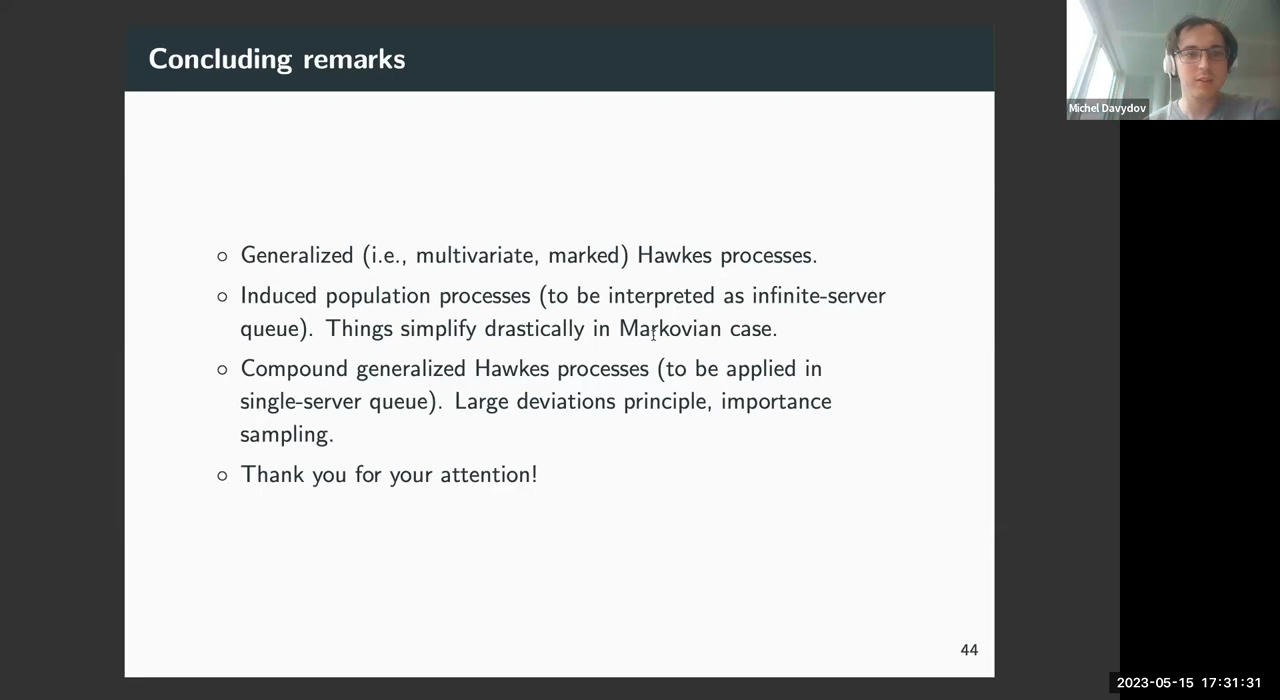 Concluding remarks
Michel Davydov
◦ Generalized (i.e., multivariate, marked) Hawkes processes.
◦ Induced population processes (to be interpreted as infinite-server
queue). Things simplify drastically in Markovian case.
◦ Compound generalized Hawkes processes (to be applied in
single-server queue). Large deviations principle, importance
sampling.
◦ Thank you for your attention!
44
2023-05-15 17:31:31